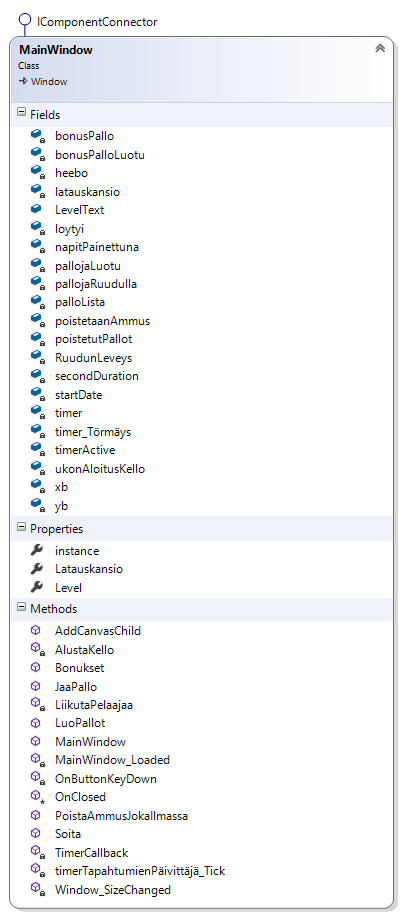 IComponentConnector
MainWindow
Class
Window
Fields
bonusPallo
bonusPalloLuotu
heebo
latauskansio
LevelText
loytyi
napitPainettuna
pallojaLuotu
pallojaRuudulla
palloLista
poistetaanAmmus
poistetutPallot
RuudunLeveys
secondDuration
startDate
timer
timer_Törmäys
timerActive
ukonAloitusKello
xb
yb
Properties
instance
Latauskansio
Level
Methods
AddCanvasChild
AlustaKello
Bonukset
JaaPallo
LiikutaPelaajaa
LuoPallot
MainWindow
MainWindow_Loaded
OnButtonKeyDown
OnClosed
PoistaAmmusJokaIlmassa
Soita
TimerCallback
timerTapahtumienPäivittäjä_Tick
Window_SizeChanged